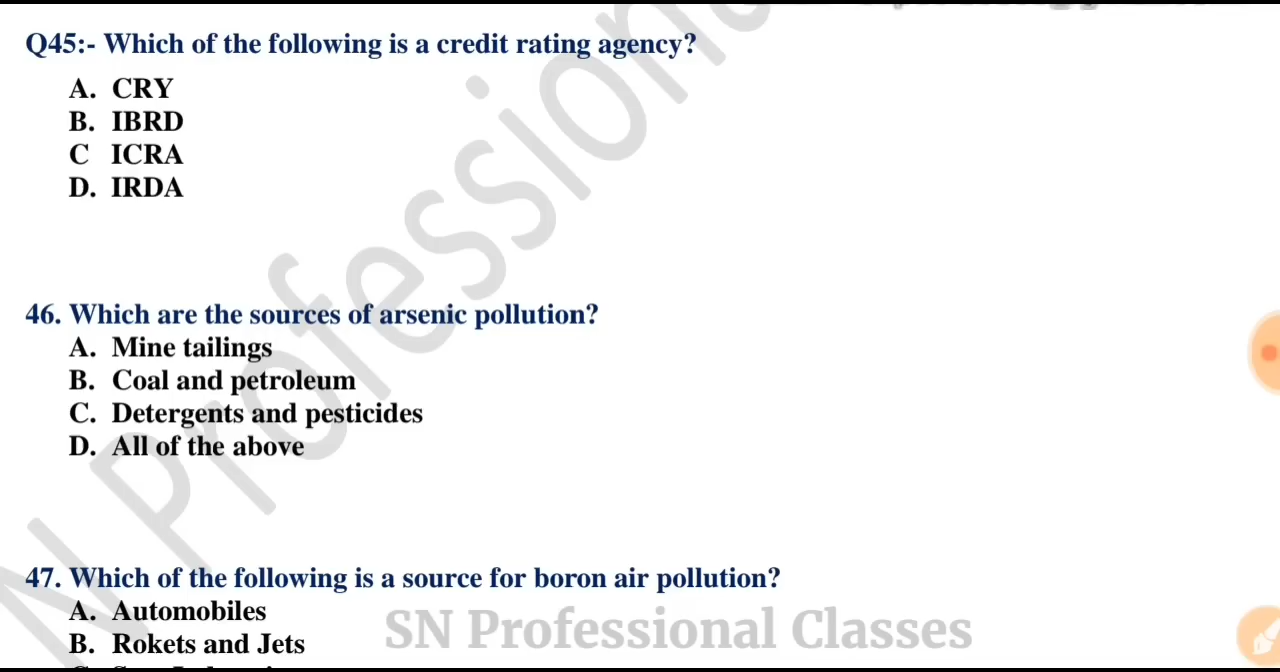 Q45:- Which of the following is a credit rating agency?
A. CRY
B. IBRD
C ICRA
D. IRDA
46. Which are the sources of arsenic pollution?
A. Mine tailings
B. Coal and petroleum
C. Detergents and pesticides
D. All of the above
47. Which of the following is a source for boron air pollution?
A. Automobiles
B. Rokets and Jets
SN Professional Classes
N Profession